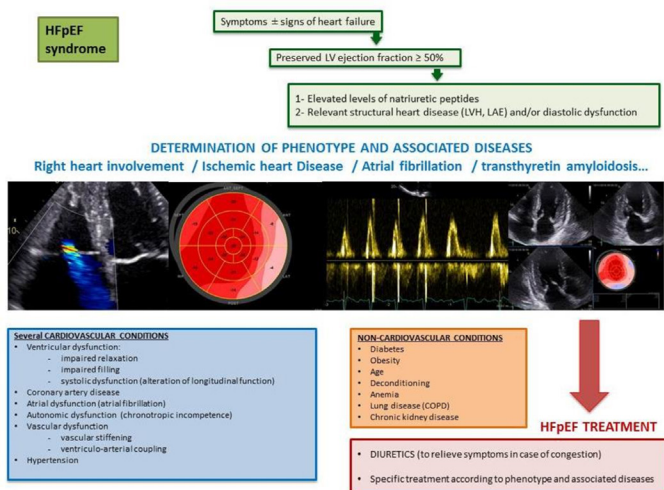 HFpEF
syndrome
Symptoms ± signs of heart failure
Preserved LV ejection fraction ≥ 50%
1- Elevated levels of natriuretic peptides
2- Relevant structural heart disease (LVH, LAE) and/or diastolic dysfunction
DETERMINATION OF PHENOTYPE AND ASSOCIATED DISEASES
Right heart involvement / Ischemic heart Disease / Atrial fibrillation / transthyretin amyloidosis...
Several CARDIOVASCULAR CONDITIONS
• Ventricular dysfunction:
- impaired relaxation
- impaired filling
- systolic dysfunction (alteration of longitudinal function)
• Coronary artery disease
• Atrial dysfunction (atrial fibrillation)
• Autonomic dysfunction (chronotropic incompetence)
• Vascular dysfunction
- vascular stiffening
- ventriculo-arterial coupling
• Hypertension
NON-CARDIOVASCULAR CONDITIONS
• Diabetes
• Obesity
• Age
• Deconditioning
• Anemia
• Lung disease (COPD)
• Chronic kidney disease
HFpEF TREATMENT
• DIURETICS (to relieve symptoms in case of congestion)
• Specific treatment according to phenotype and associated diseases